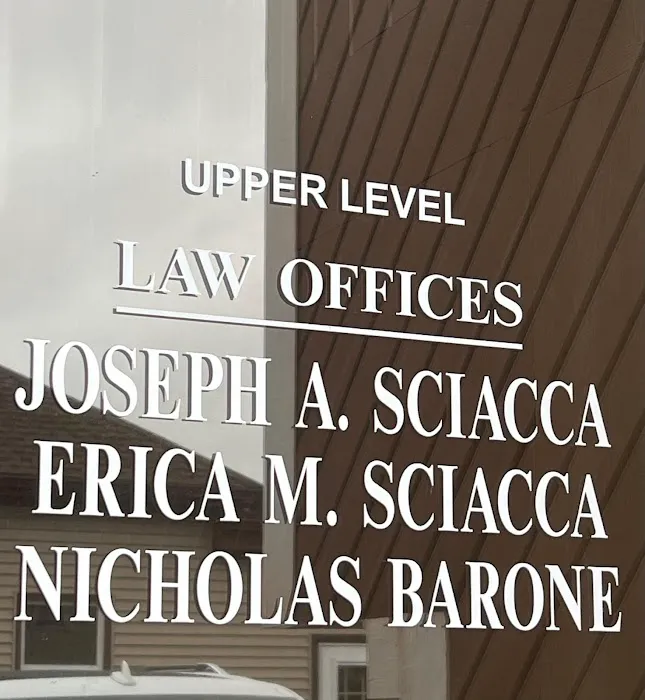 UPPER LEVEL
LAW OFFICES
JOSEPH A. SCIACCA
ERICA M. SCIACCA
NICHOLAS BARONE